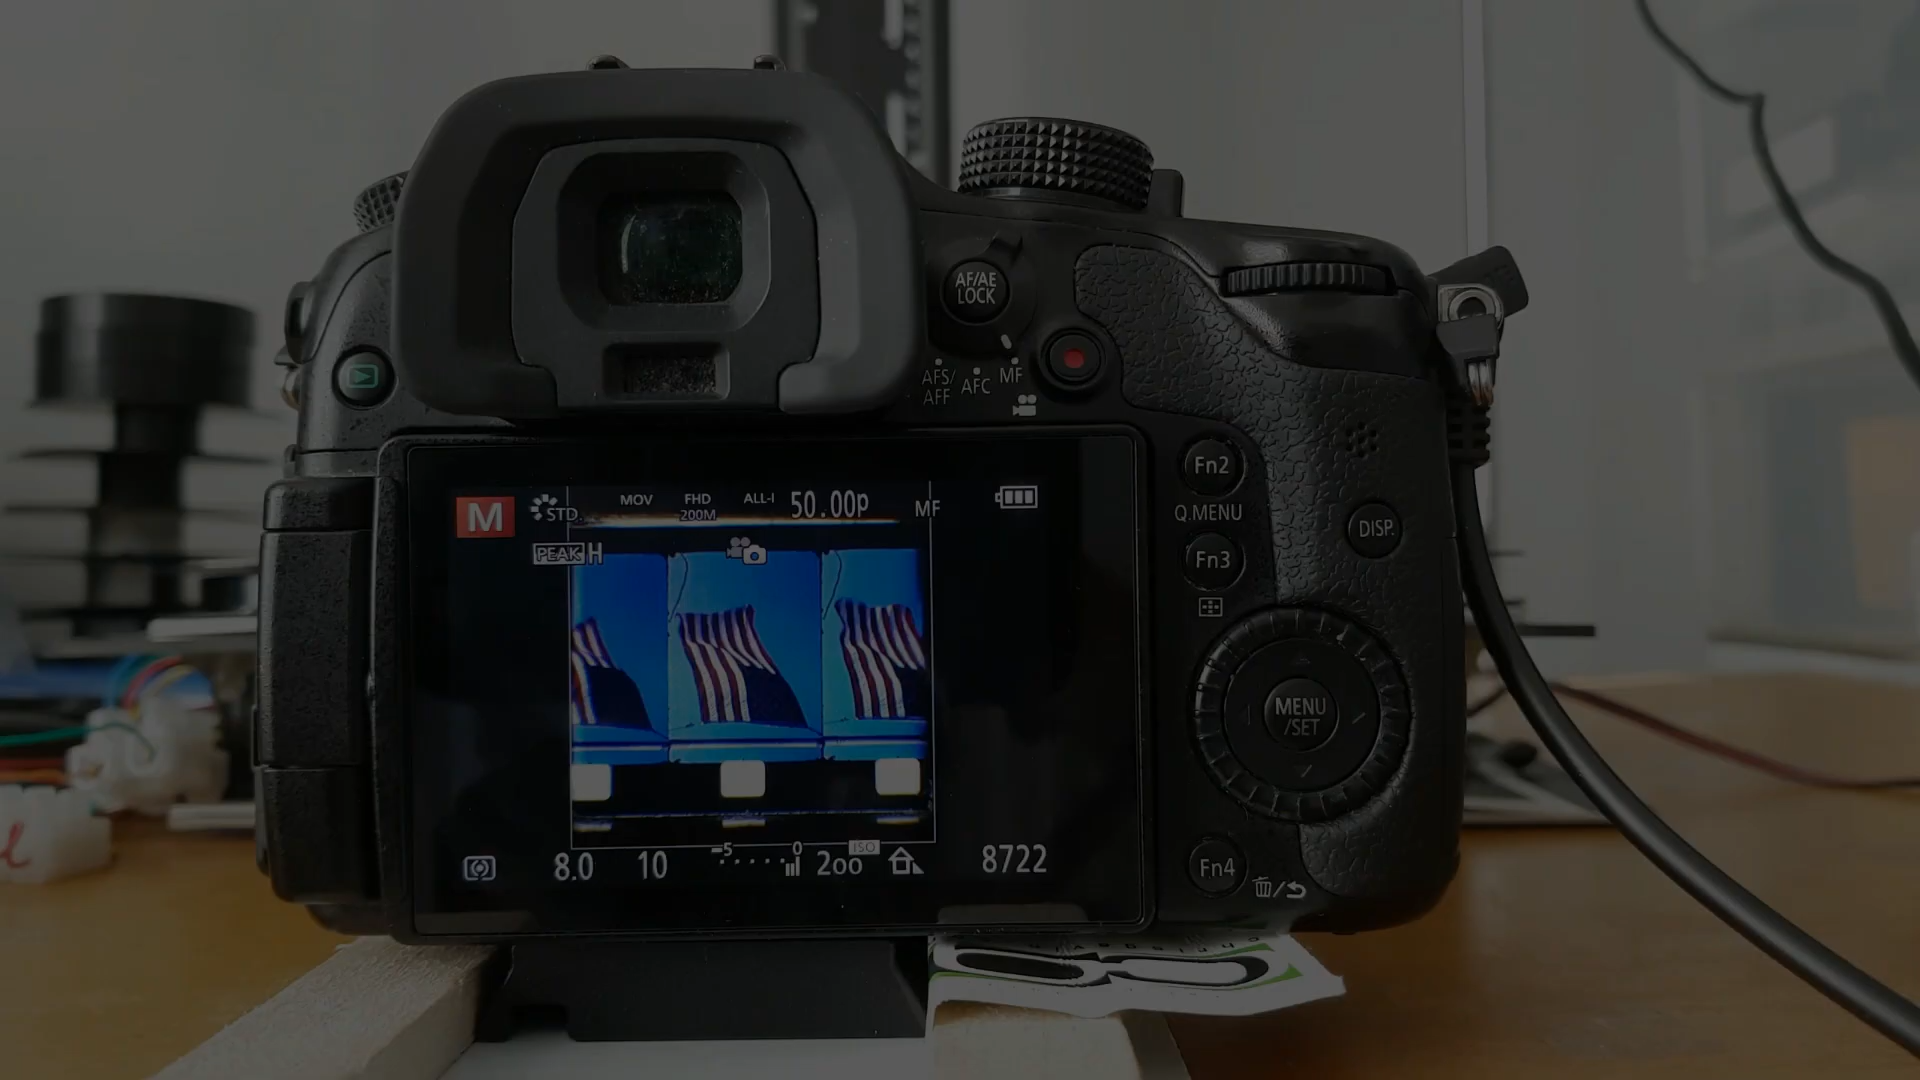 AF/AE
LOCK
AFS/
AFF
AFC
MF
Fn2
Q.MENU
Fn3
DISP.
MENU
/SET
Fn4
M
STD.
MOV
FHD
200M
ALL-I
50.00p
MF
PEAK H
8.0
10
-5
0
200
ISO
8722